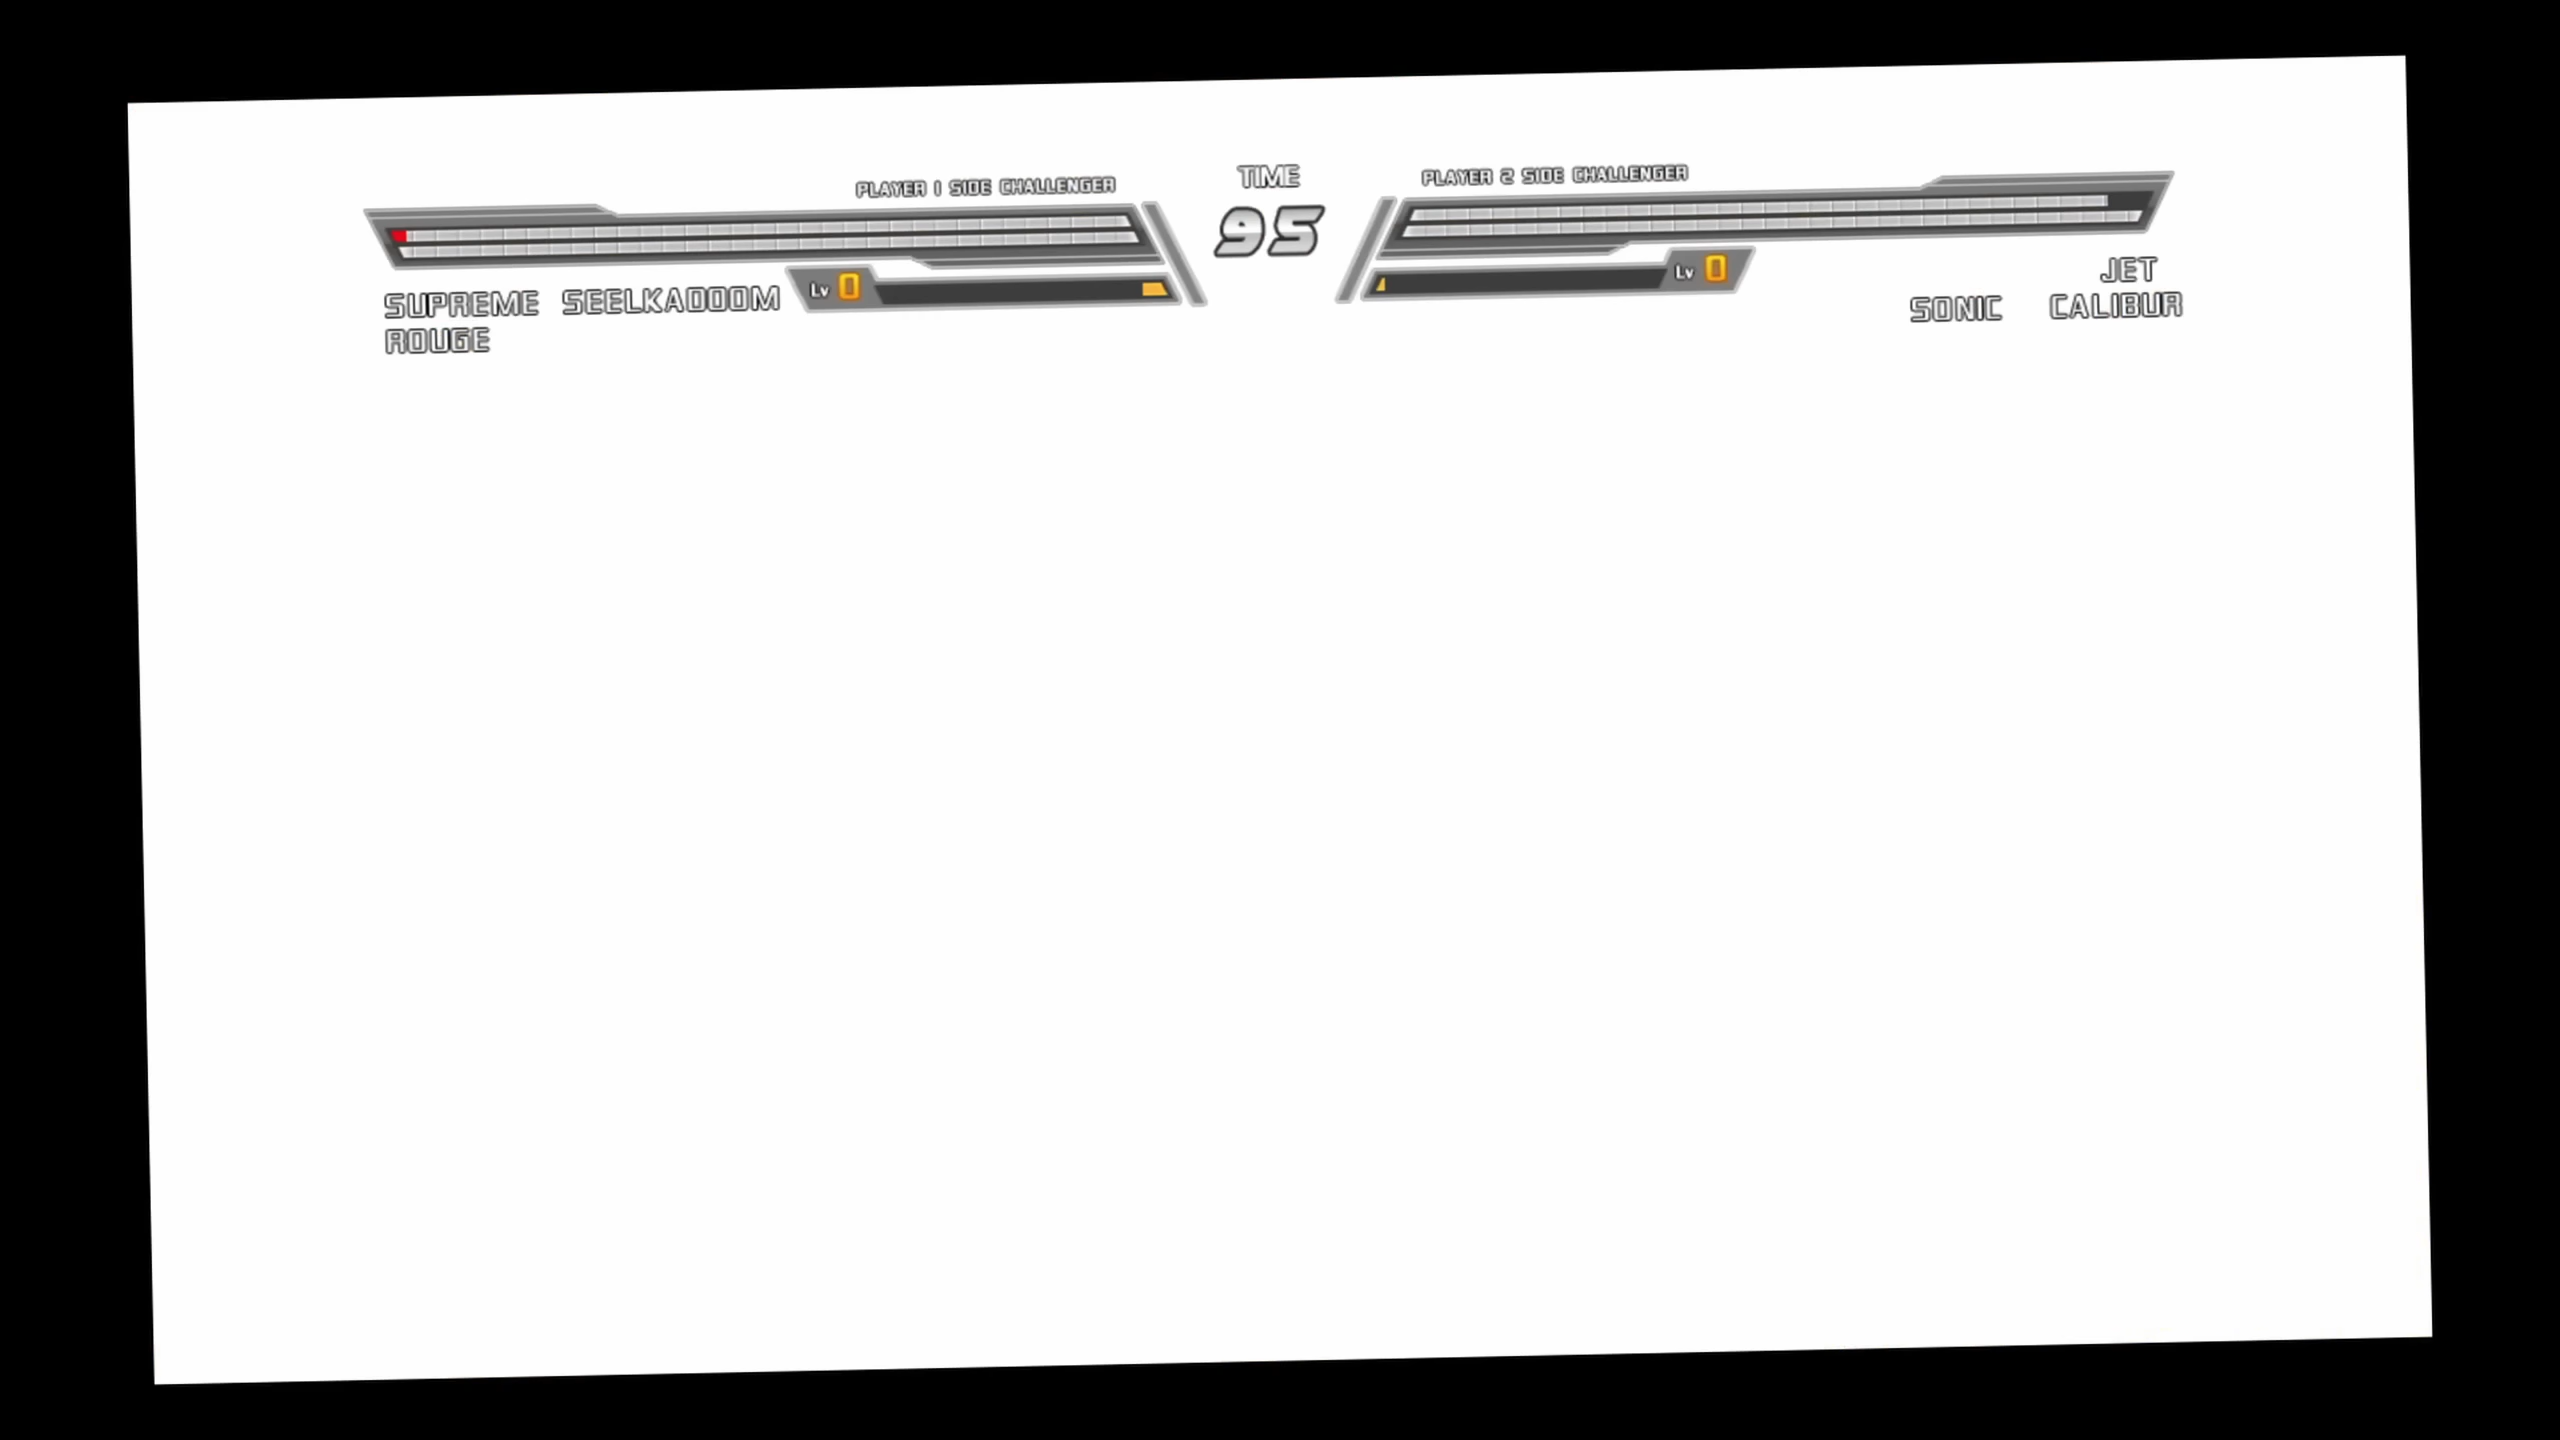 PLAYER 1 SIDE CHALLENGER
TIME
PLAYER 2 SIDE CHALLENGER
95
Lv 0
Lv 0
SUPREME
ROUGE
SEELKADOOM
SONIC
JET
CALIBUR